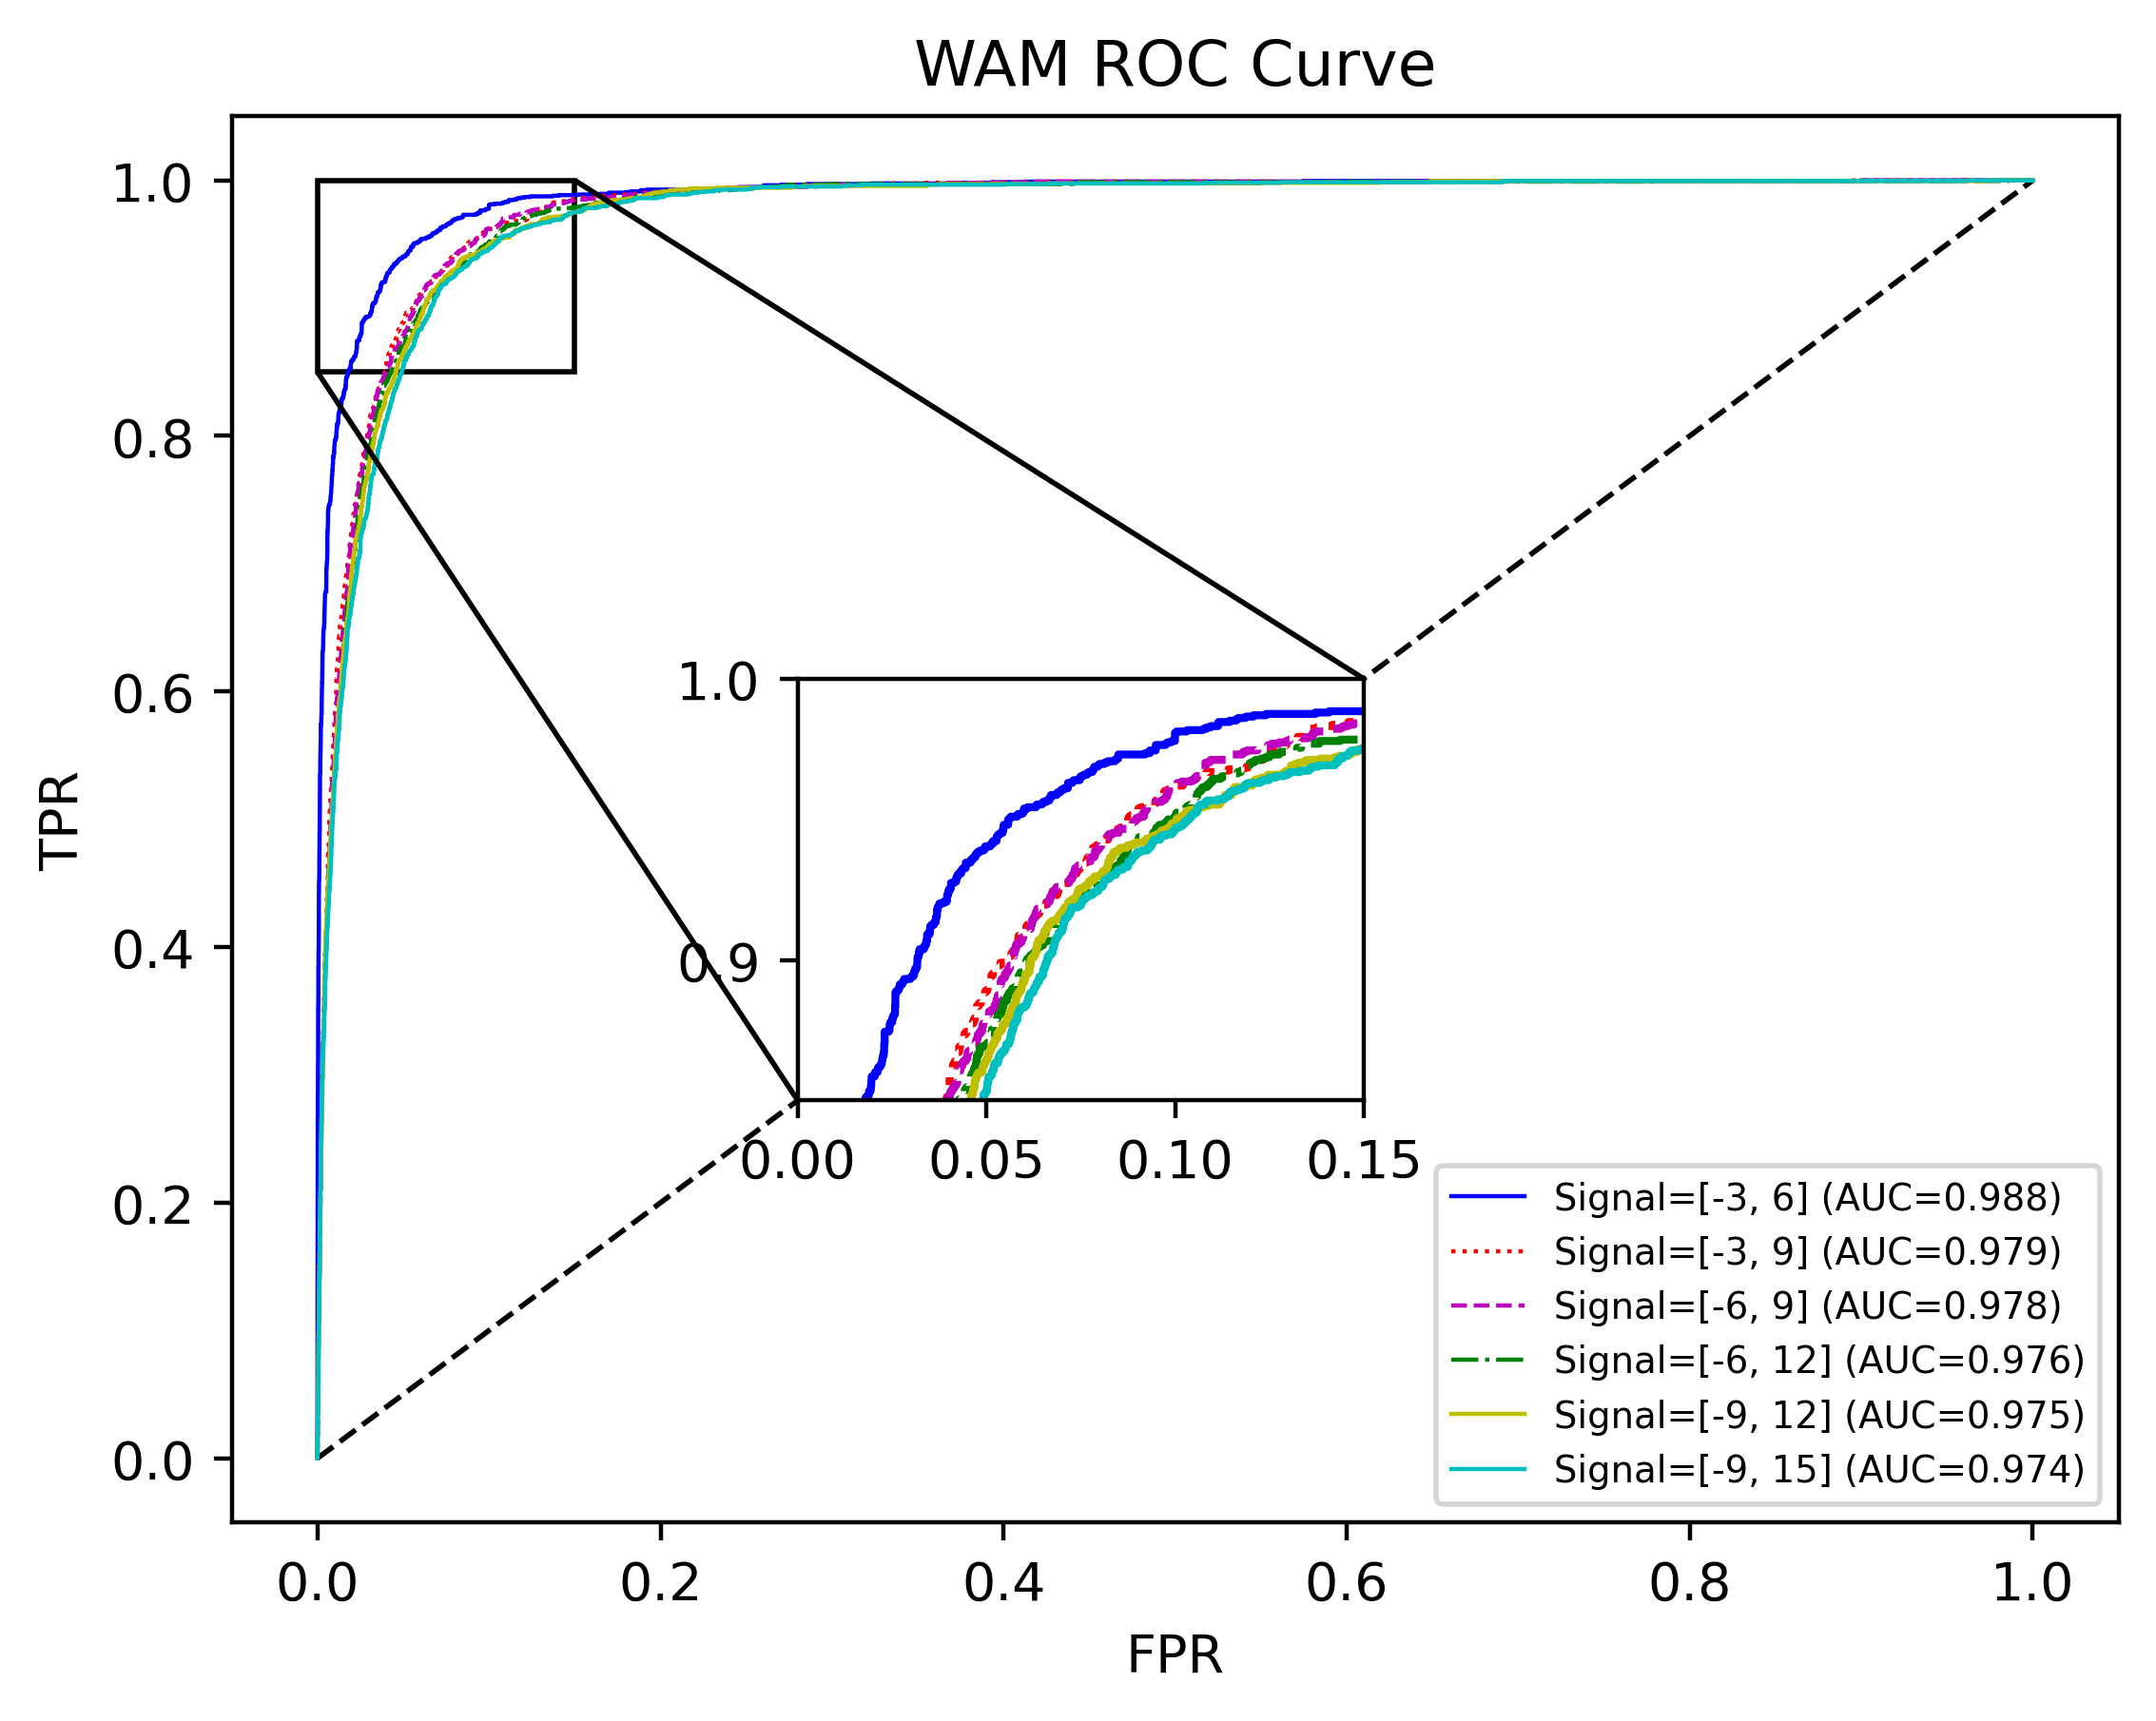 WAM ROC Curve
1.0
0.8
0.6
0.4
0.2
0.0
TPR
1.0
0.9
0.00 0.05 0.10 0.15
Signal=[-3, 6] (AUC=0.988)
Signal=[-3, 9] (AUC=0.979)
Signal=[-6, 9] (AUC=0.978)
Signal=[-6, 12] (AUC=0.976)
Signal=[-9, 12] (AUC=0.975)
Signal=[-9, 15] (AUC=0.974)
0.0 0.2 0.4 0.6 0.8 1.0
FPR